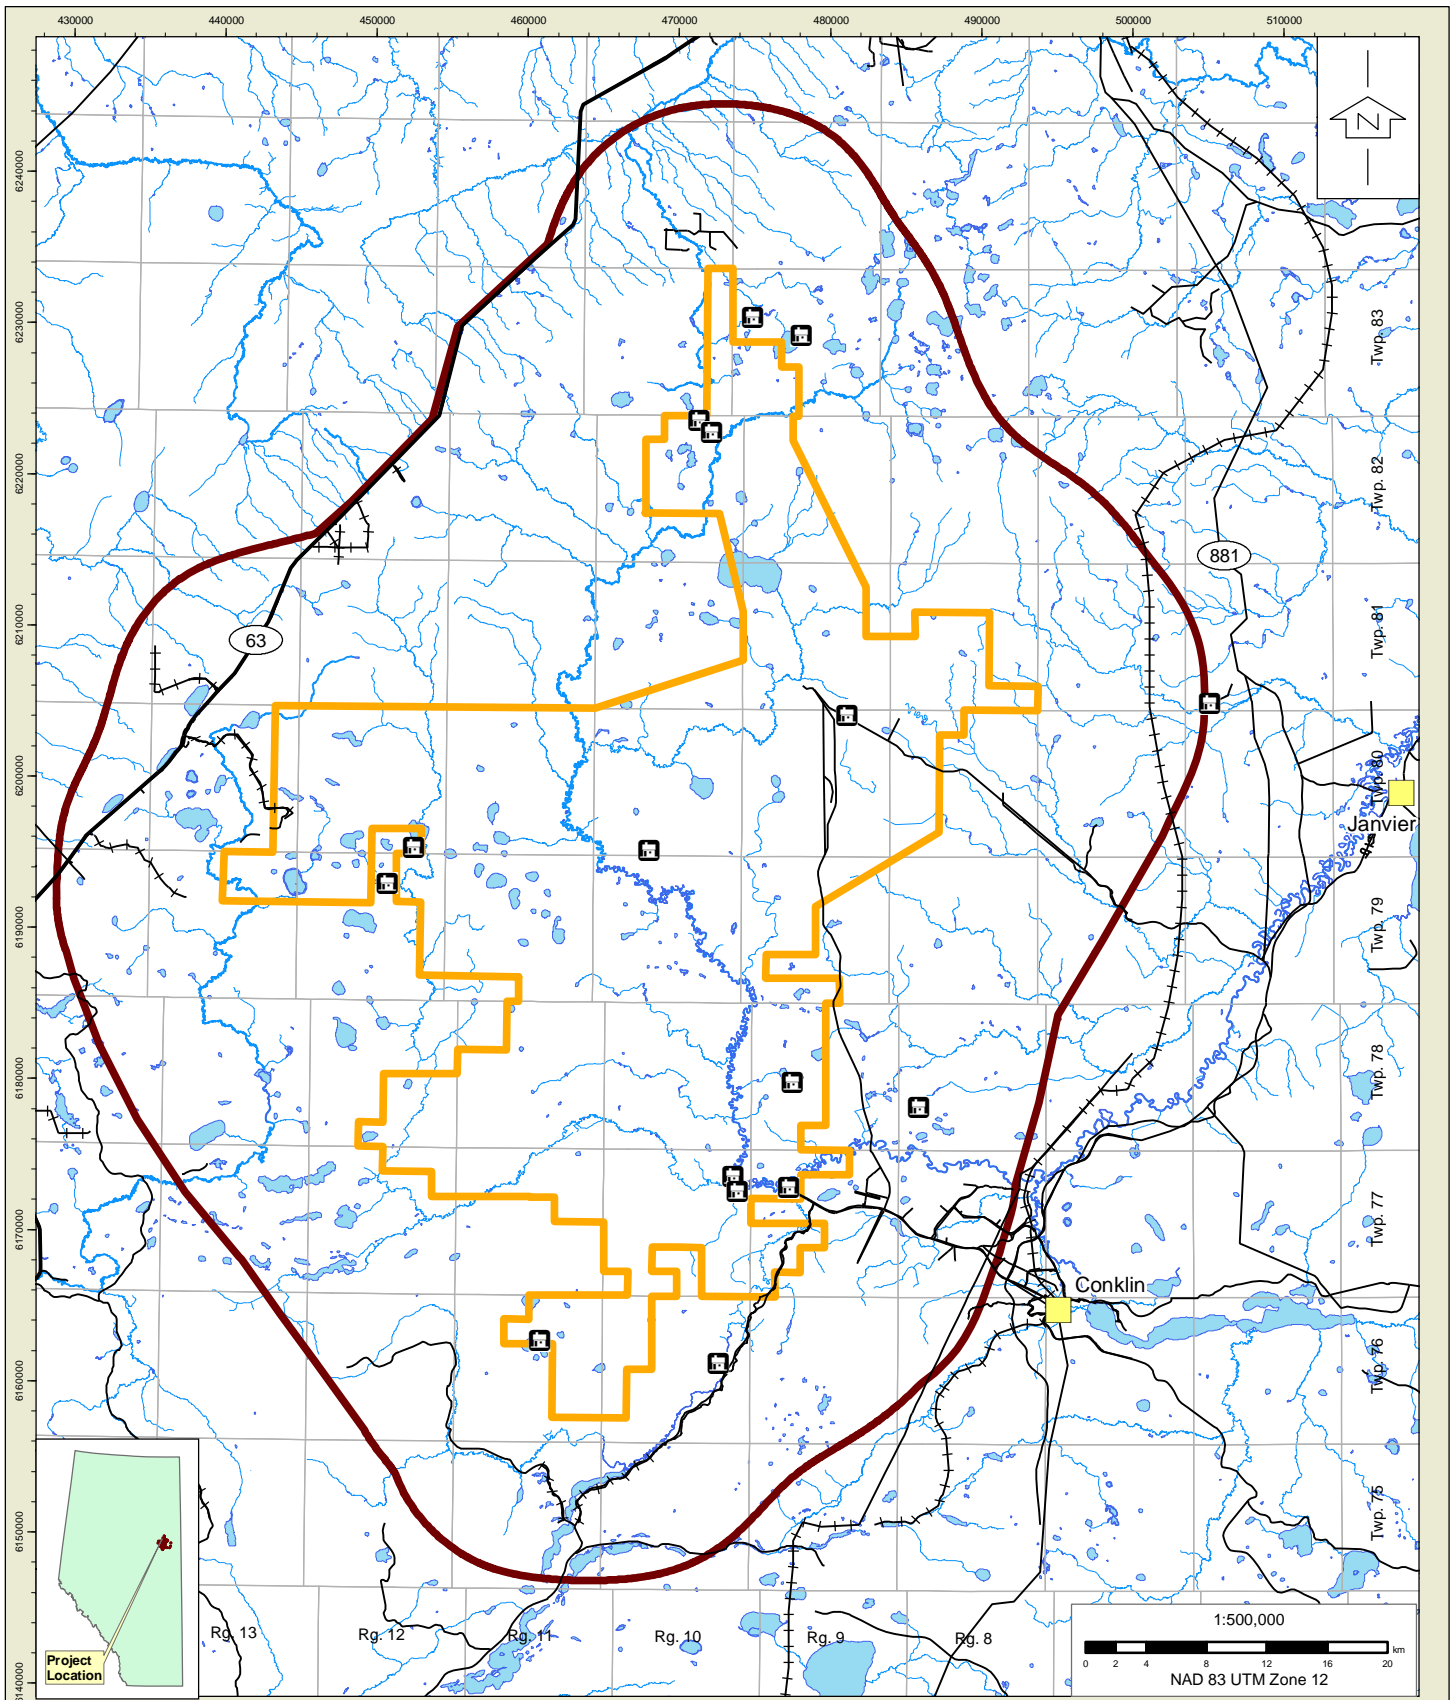 430000 440000 450000 460000 470000 480000 490000 500000 510000
N
6240000
6230000
Twp. 83
6220000
Twp. 82
881
6210000
63
Twp. 81
6200000
Twp. 80
Janvier
6190000
Twp. 79
6180000
Twp. 78
6170000
Twp. 77
Conklin
6160000
Twp. 76
6150000
Twp. 75
6140000
Rg. 13 Rg. 12 Rg. 11 Rg. 10 Rg. 9 Rg. 8
Project
Location
1:500,000
km
0 2 4 8 12 16 20
NAD 83 UTM Zone 12